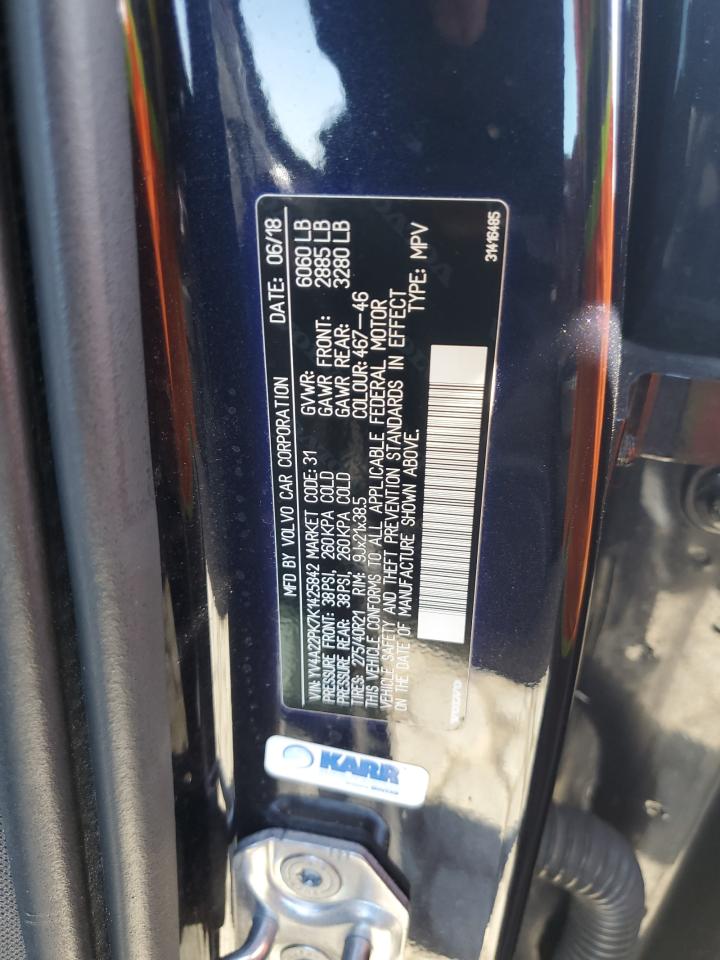 MFD BY VOLVO CAR CORPORATION DATE: 06/18
VIN: YV4A22PK7K1425842 MARKET CODE: 31 GVWR: 6060 LB
PRESSURE FRONT: 38PSI, 260KPA COLD GAWR FRONT: 2885 LB
PRESSURE REAR: 38PSI, 260KPA COLD GAWR REAR: 3280 LB
TIRES: 275/40R21 RIM: 9Jx21x38.5 COLOUR: 467-46
THIS VEHICLE CONFORMS TO ALL APPLICABLE FEDERAL MOTOR
VEHICLE SAFETY AND THEFT PREVENTION STANDARDS IN EFFECT
ON THE DATE OF MANUFACTURE SHOWN ABOVE.
TYPE: MPV
VOLVO
31416485
KARR